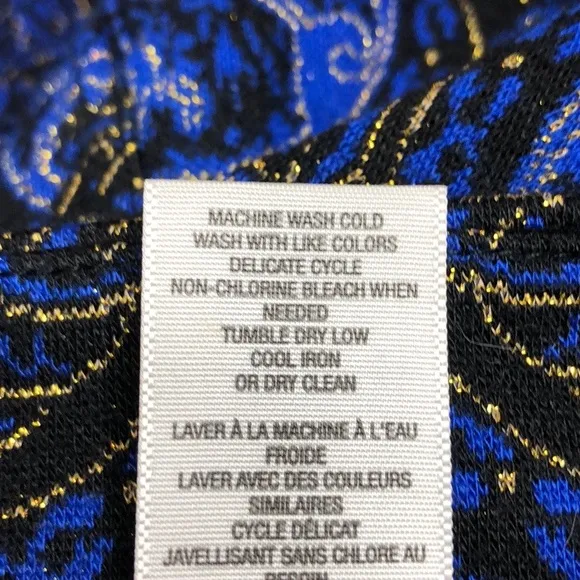 MACHINE WASH COLD
WASH WITH LIKE COLORS
DELICATE CYCLE
NON-CHLORINE BLEACH WHEN
NEEDED
TUMBLE DRY LOW
COOL IRON
OR DRY CLEAN
LAVER À LA MACHINE À L'EAU
FROIDE
LAVER AVEC DES COULEURS
SIMILAIRES
CYCLE DÉLICAT
JAVELLISANT SANS CHLORE AU
BESOIN